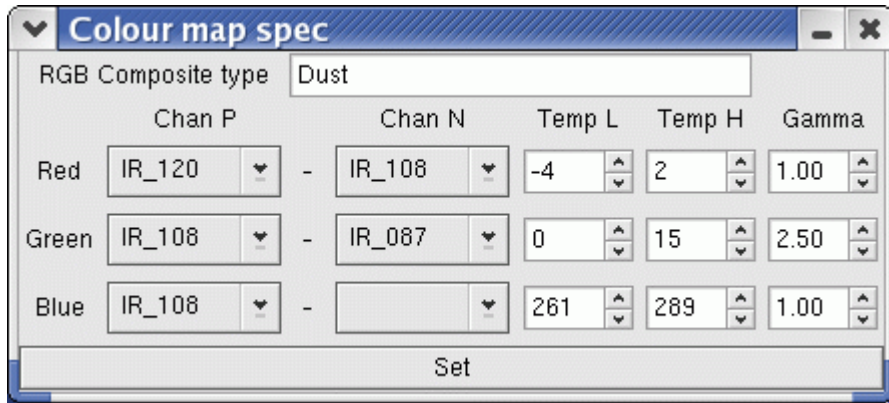 Colour map spec
RGB Composite type Dust
Chan P Chan N Temp L Temp H Gamma
Red IR_120 - IR_108 -4 2 1.00
Green IR_108 - IR_087 0 15 2.50
Blue IR_108 - 261 289 1.00
Set